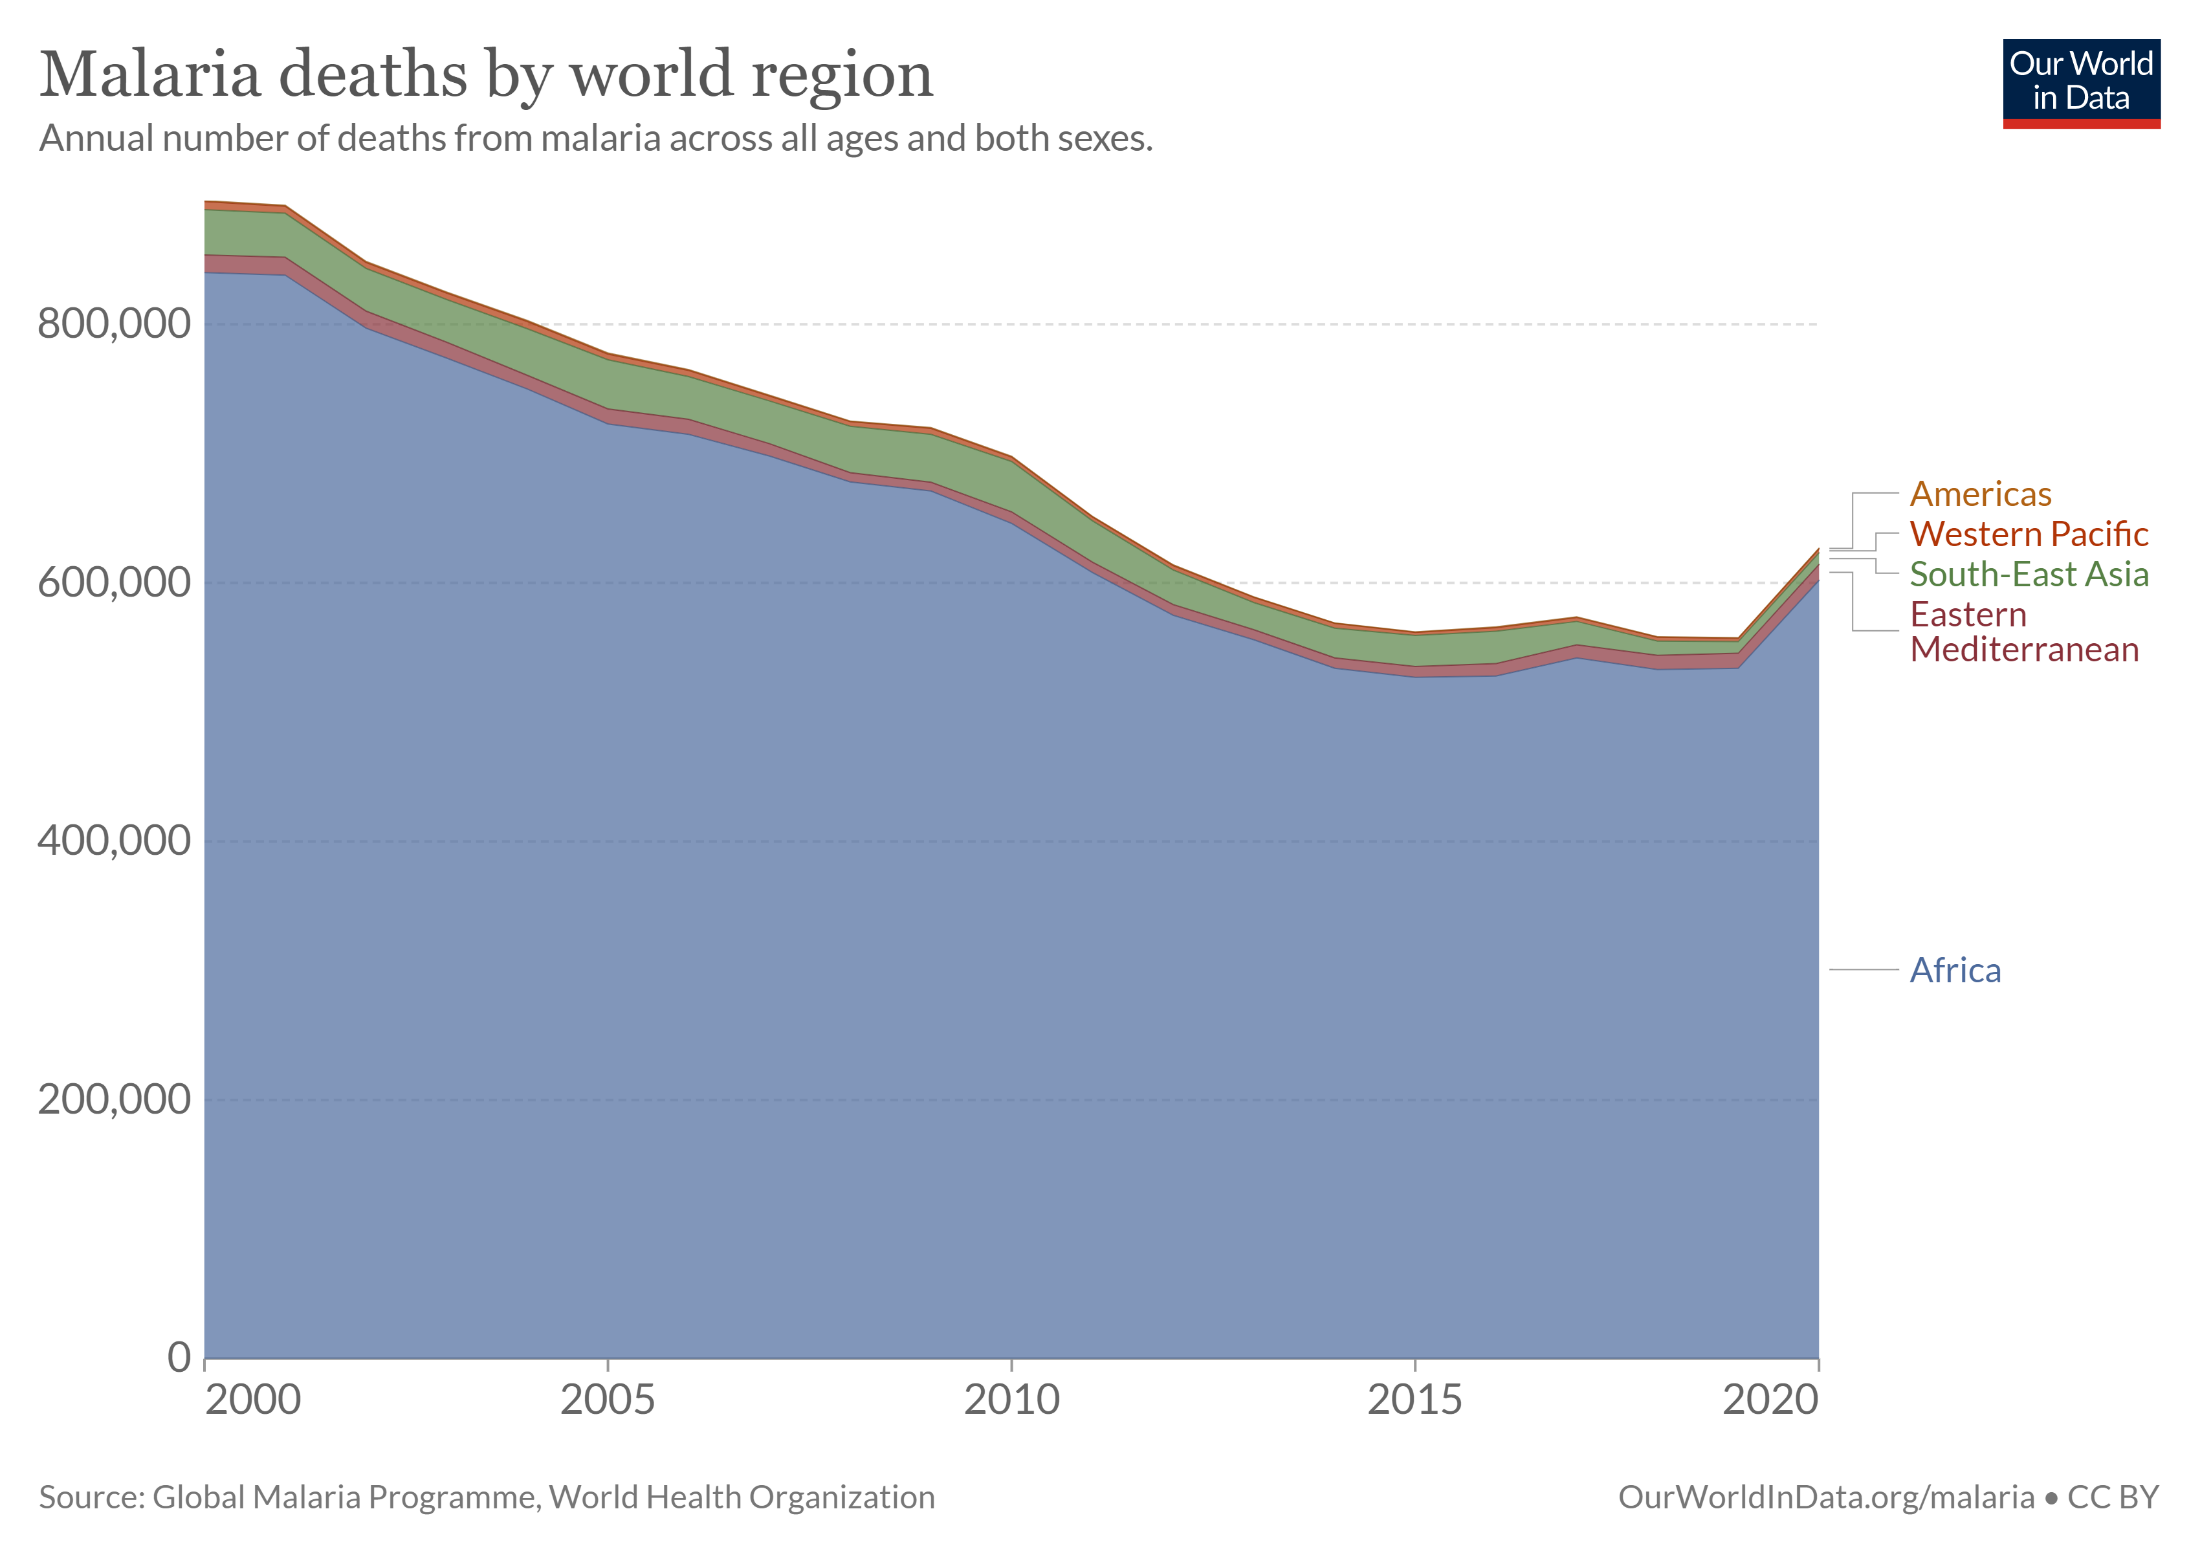 Malaria deaths by world region
Annual number of deaths from malaria across all ages and both sexes.
Our World
in Data
800,000
600,000
400,000
200,000
0
2000
2005
2010
2015
2020
Americas
Western Pacific
South-East Asia
Eastern
Mediterranean
Africa
Source: Global Malaria Programme, World Health Organization
OurWorldInData.org/malaria • CC BY